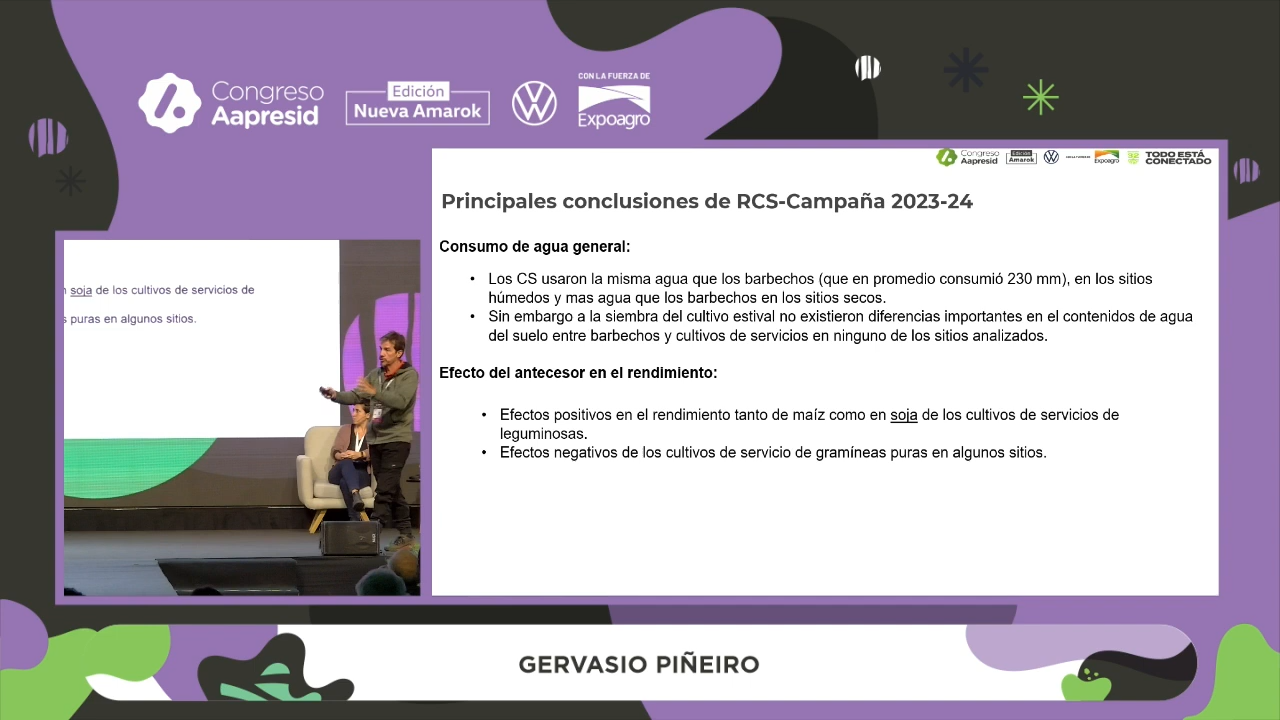 CON LA FUERZA DE
Congreso
Aapresid
Edición
Nueva Amarok
Expoagro
Congreso
Aapresid
Edición
Amarok
Expoagro
TODO ESTÁ
CONECTADO
Principales conclusiones de RCS-Campaña 2023-24
Consumo de agua general:
• Los CS usaron la misma agua que los barbechos (que en promedio consumió 230 mm), en los sitios
húmedos y mas agua que los barbechos en los sitios secos.
• Sin embargo a la siembra del cultivo estival no existieron diferencias importantes en el contenidos de agua
del suelo entre barbechos y cultivos de servicios en ninguno de los sitios analizados.
Efecto del antecesor en el rendimiento:
• Efectos positivos en el rendimiento tanto de maíz como en soja de los cultivos de servicios de
leguminosas.
• Efectos negativos de los cultivos de servicio de gramíneas puras en algunos sitios.
soja de los cultivos de servicios de
s puras en algunos sitios.
GERVASIO PIÑEIRO